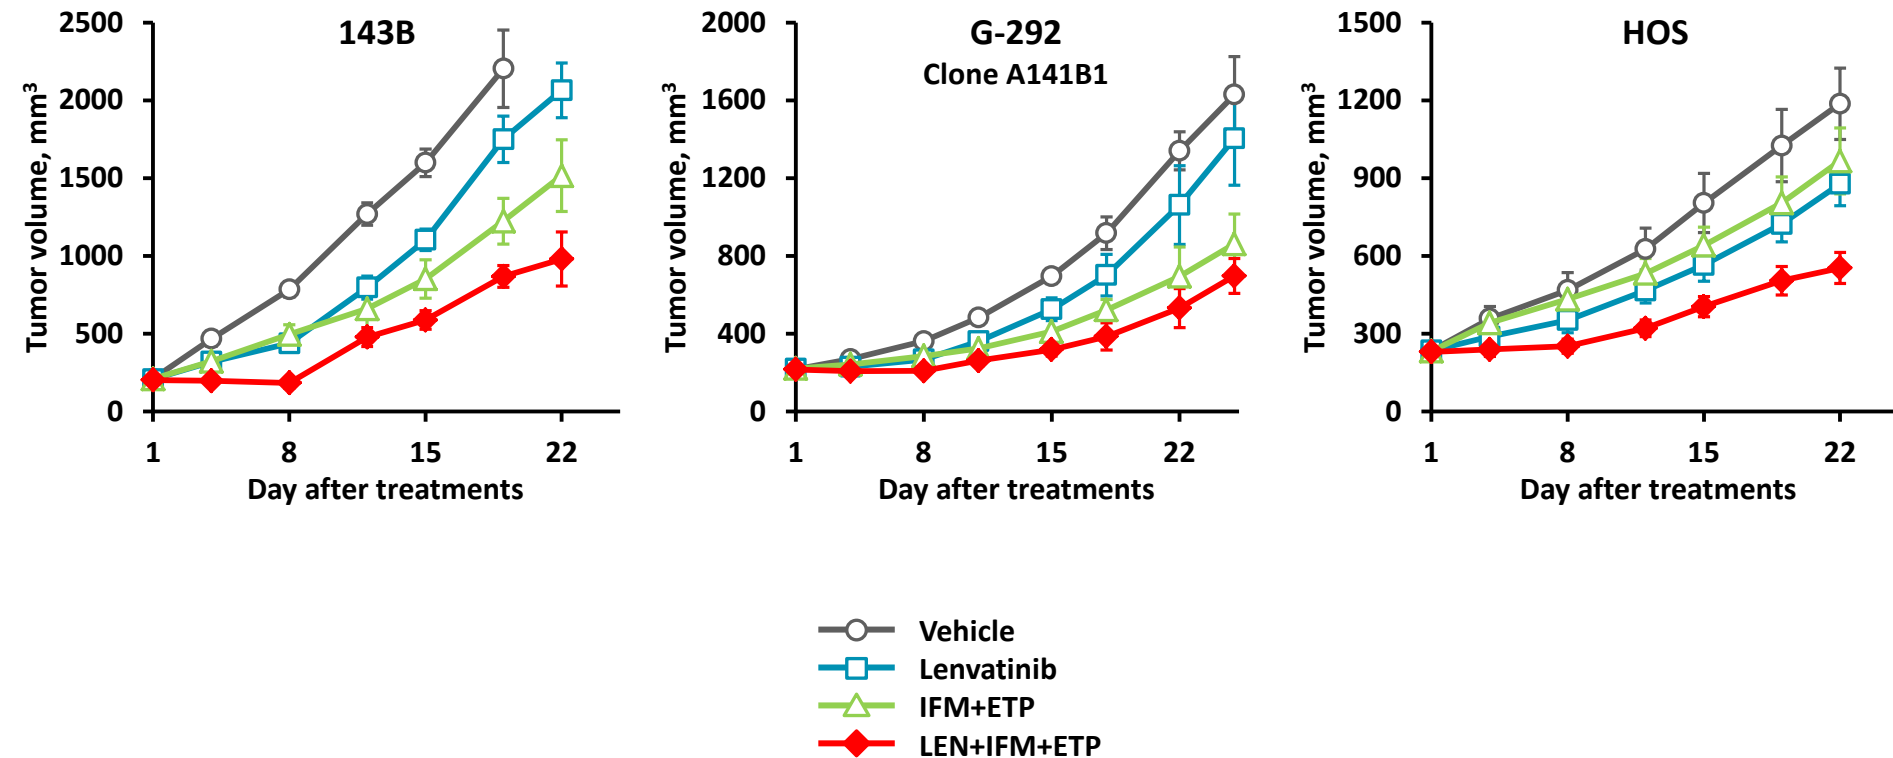 143B
2500
2000
1500
1000
500
0
Tumor volume, mm³
1 8 15 22
Day after treatments
G-292
Clone A141B1
2000
1600
1200
800
400
0
Tumor volume, mm³
1 8 15 22
Day after treatments
HOS
1500
1200
900
600
300
0
Tumor volume, mm³
1 8 15 22
Day after treatments
Vehicle
Lenvatinib
IFM+ETP
LEN+IFM+ETP